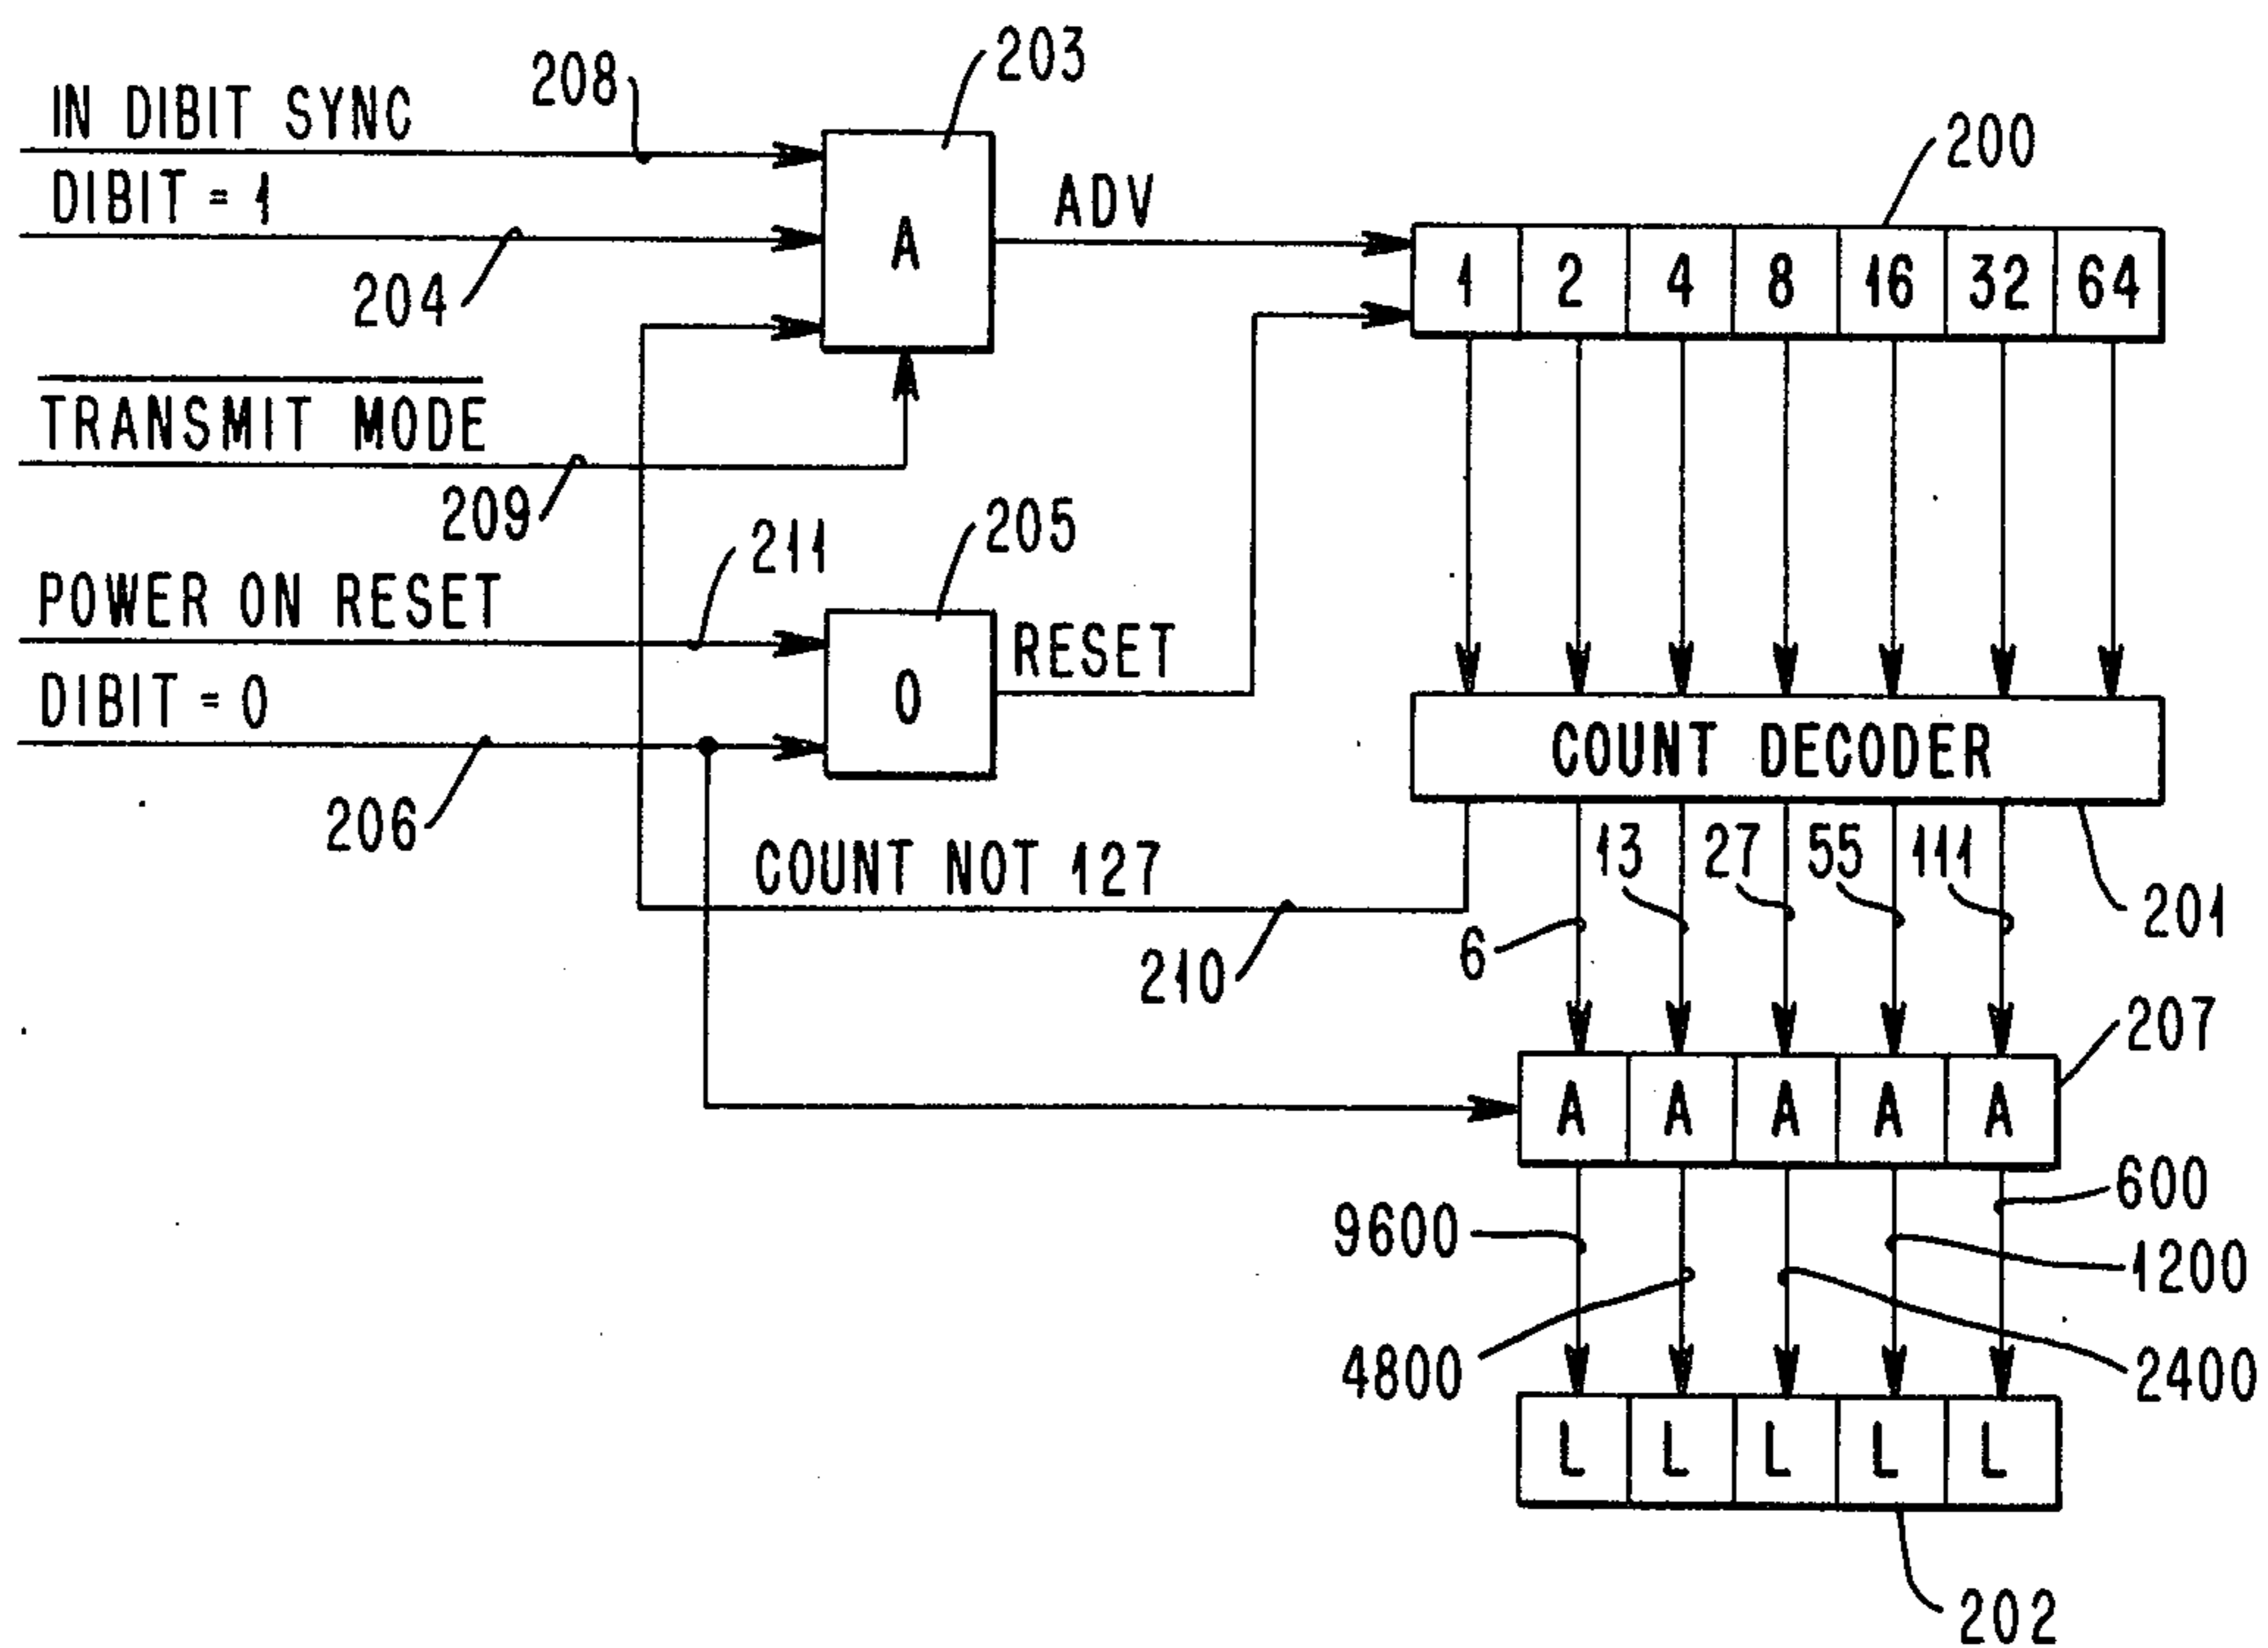 203
208
IN DIBIT SYNC
200
DIBIT = 1
ADV
A
1 2 4 8 16 32 64
204
TRANSMIT MODE
209
211
205
POWER ON RESET
RESET
DIBIT = 0
O
COUNT DECODER
206
13 27 55 111
COUNT NOT 127
201
6
210
207
A A A A A
600
9600
1200
4800
2400
L L L L L
202